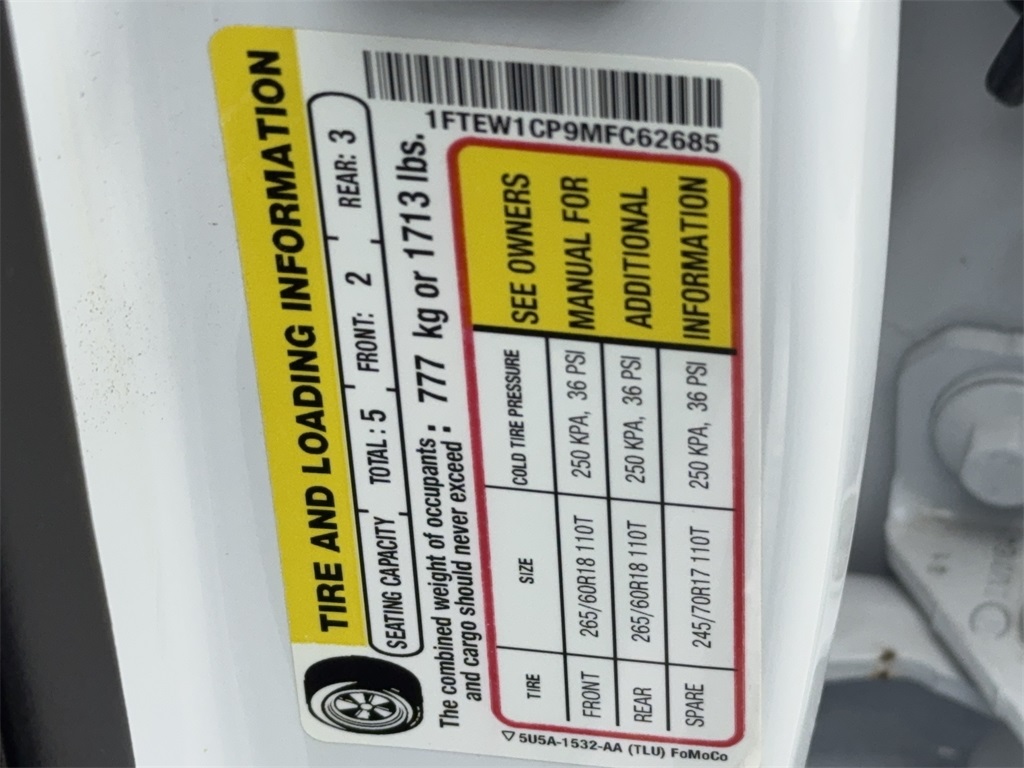 TIRE AND LOADING INFORMATION
SEATING CAPACITY TOTAL: 5 FRONT: 2 REAR: 3
The combined weight of occupants and cargo should never exceed : 777 kg or 1713 lbs.
1FTEW1CP9MFC62685
TIRE SIZE COLD TIRE PRESSURE
FRONT 265/60R18 110T 250 KPA, 36 PSI
REAR 265/60R18 110T 250 KPA, 36 PSI
SPARE 245/70R17 110T 250 KPA, 36 PSI
SEE OWNERS
MANUAL FOR
ADDITIONAL
INFORMATION
5U5A-1532-AA (TLU) FoMoCo